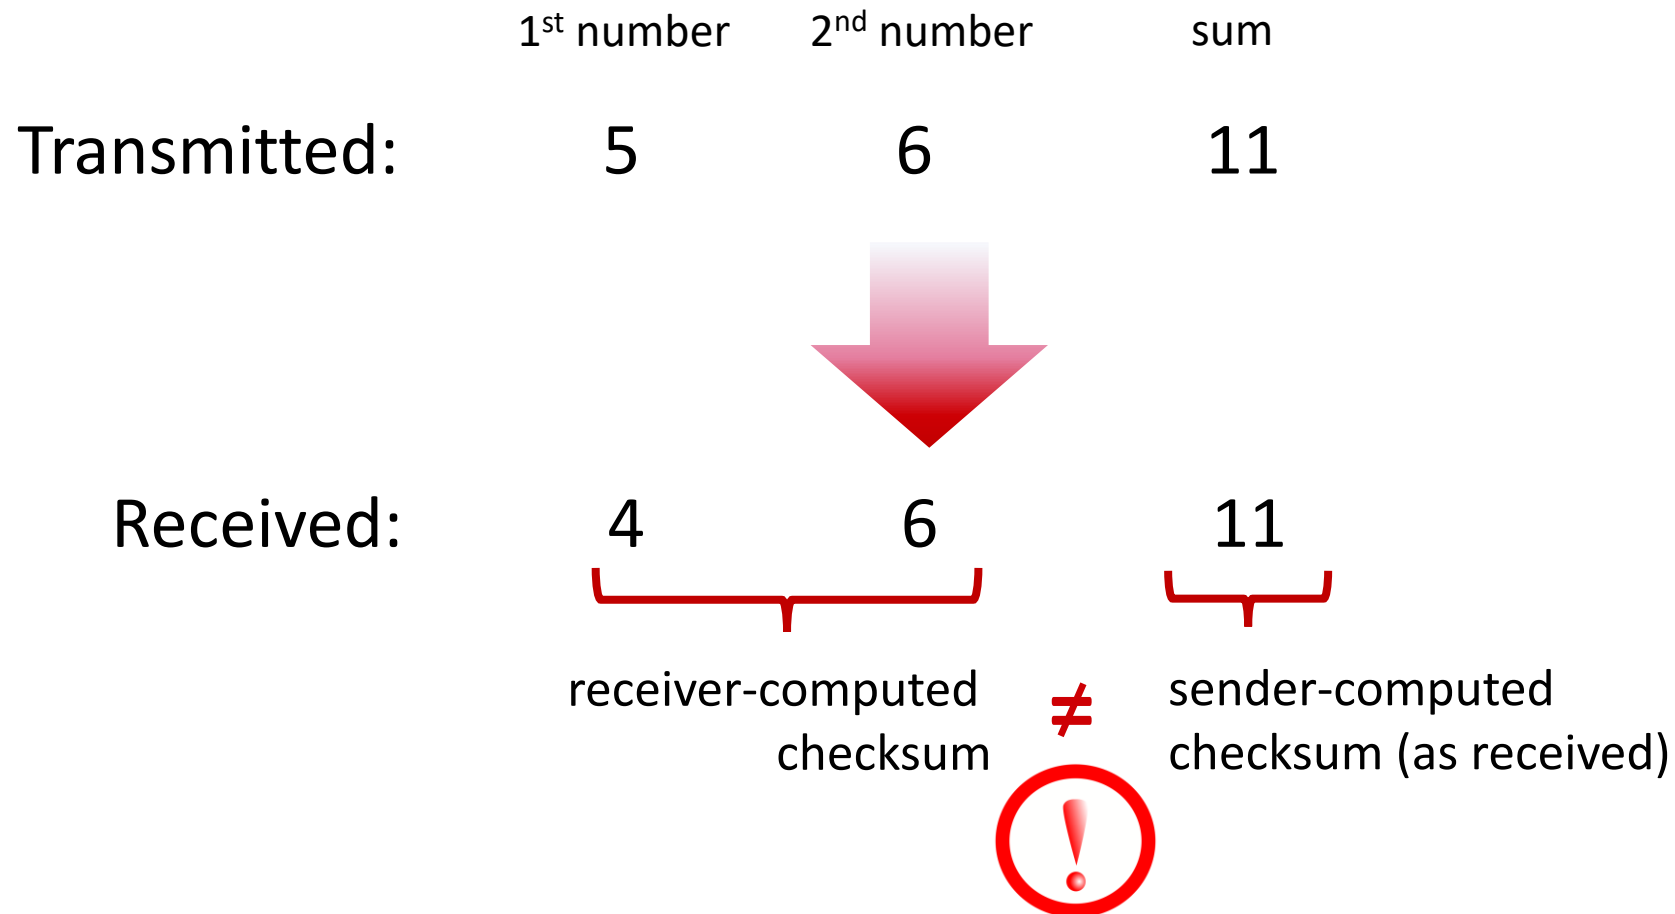 1st number 2nd number sum
Transmitted: 5 6 11
Received: 4 6 11
receiver-computed ≠ sender-computed
checksum checksum (as received)
!